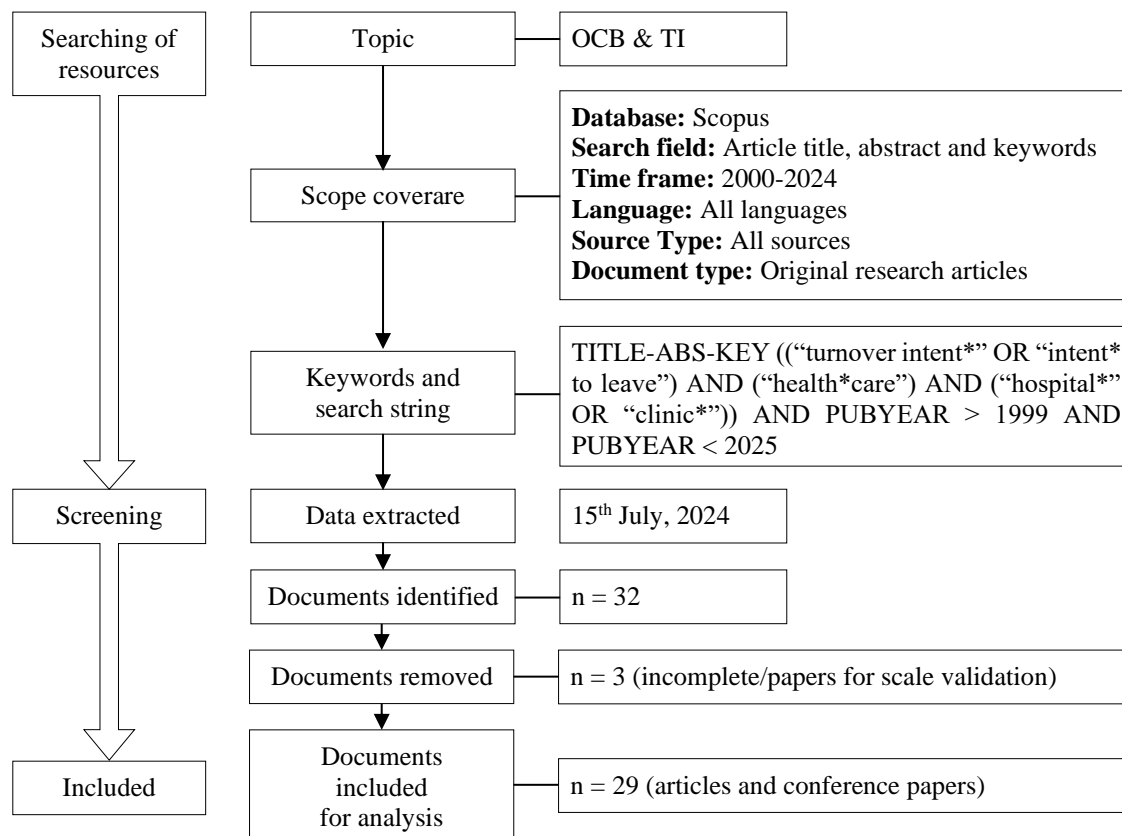 Searching of
resources
Topic
OCB & TI
Database: Scopus
Search field: Article title, abstract and keywords
Time frame: 2000-2024
Language: All languages
Source Type: All sources
Document type: Original research articles
Scope coverare
Keywords and
search string
TITLE-ABS-KEY ((“turnover intent*” OR “intent*
to leave”) AND (“health*care”) AND (“hospital*”
OR “clinic*”)) AND PUBYEAR > 1999 AND
PUBYEAR < 2025
Screening
Data extracted
15th July, 2024
Documents identified
n = 32
Documents removed
n = 3 (incomplete/papers for scale validation)
Included
Documents
included
for analysis
n = 29 (articles and conference papers)